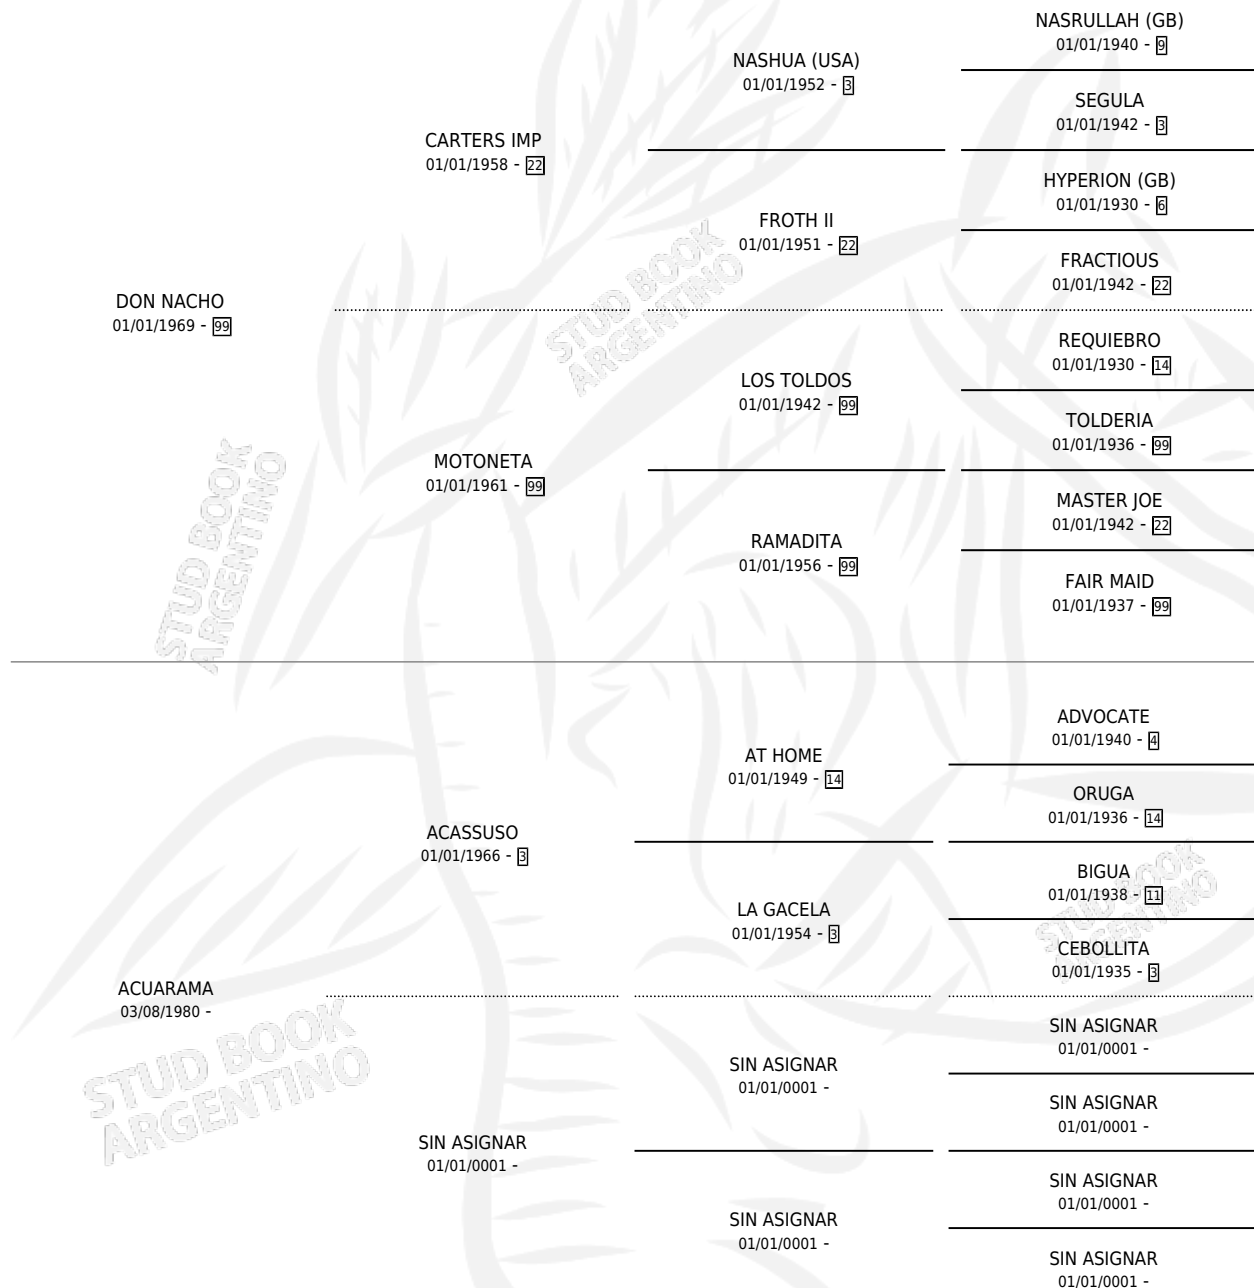 NASRULLAH (GB)
01/01/1940 - 9
NASHUA (USA)
01/01/1952 - 3
SEGULA
01/01/1942 - 3
CARTERS IMP
01/01/1958 - 22
HYPERION (GB)
01/01/1930 - 6
FROTH II
01/01/1951 - 22
FRACTIOUS
01/01/1942 - 22
DON NACHO
01/01/1969 - 99
REQUIEBRO
01/01/1930 - 14
LOS TOLDOS
01/01/1942 - 99
TOLDERIA
01/01/1936 - 99
MOTONETA
01/01/1961 - 99
MASTER JOE
01/01/1942 - 22
RAMADITA
01/01/1956 - 99
FAIR MAID
01/01/1937 - 99
ADVOCATE
01/01/1940 - 4
AT HOME
01/01/1949 - 14
ORUGA
01/01/1936 - 14
ACASSUSO
01/01/1966 - 3
BIGUA
01/01/1938 - 11
LA GACELA
01/01/1954 - 3
CEBOLLITA
01/01/1935 - 3
ACUARAMA
03/08/1980 -
SIN ASIGNAR
01/01/0001 -
SIN ASIGNAR
01/01/0001 -
SIN ASIGNAR
01/01/0001 -
SIN ASIGNAR
01/01/0001 -
SIN ASIGNAR
01/01/0001 -
SIN ASIGNAR
01/01/0001 -
SIN ASIGNAR
01/01/0001 -
STUD BOOK
ARGENTINO
STUD BOOK
ARGENTINO
STUD BOOK
ARGENTINO
STUD BOOK
ARGENTINO